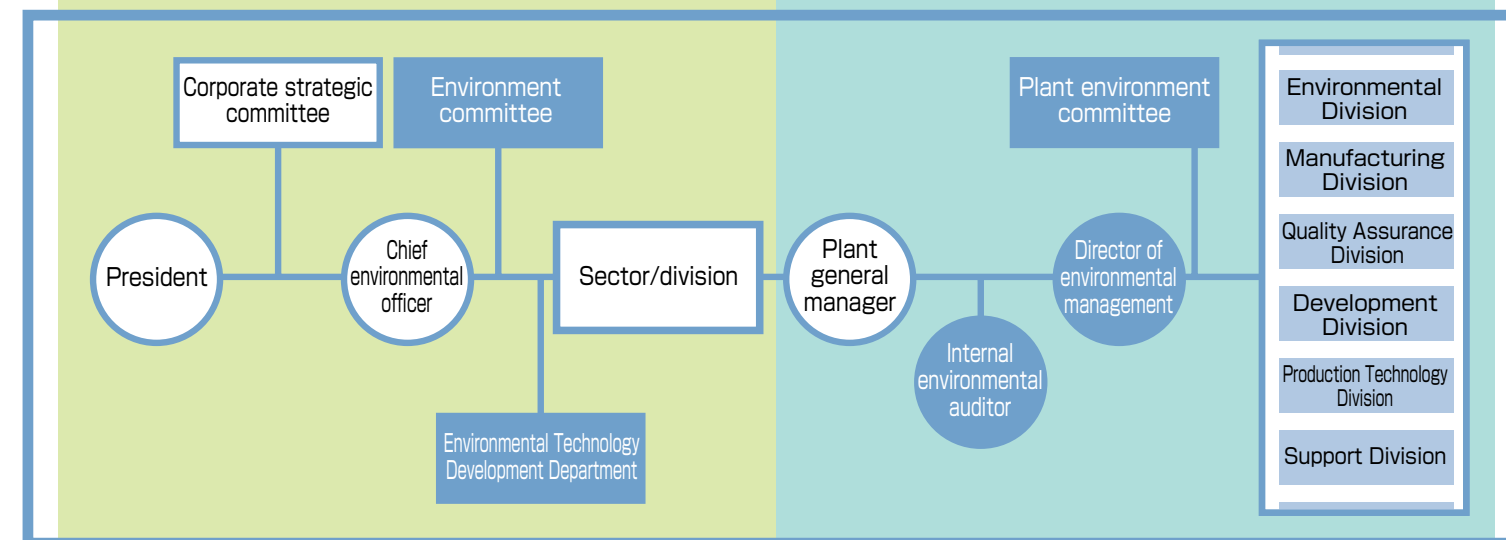 Corporate strategic
committee
Environment
committee
Plant environment
committee
President
Chief
environmental
officer
Sector/division
Plant
general
manager
Director of
environmental
management
Internal
environmental
auditor
Environmental Technology
Development Department
Environmental
Division
Manufacturing
Division
Quality Assurance
Division
Development
Division
Production Technology
Division
Support Division